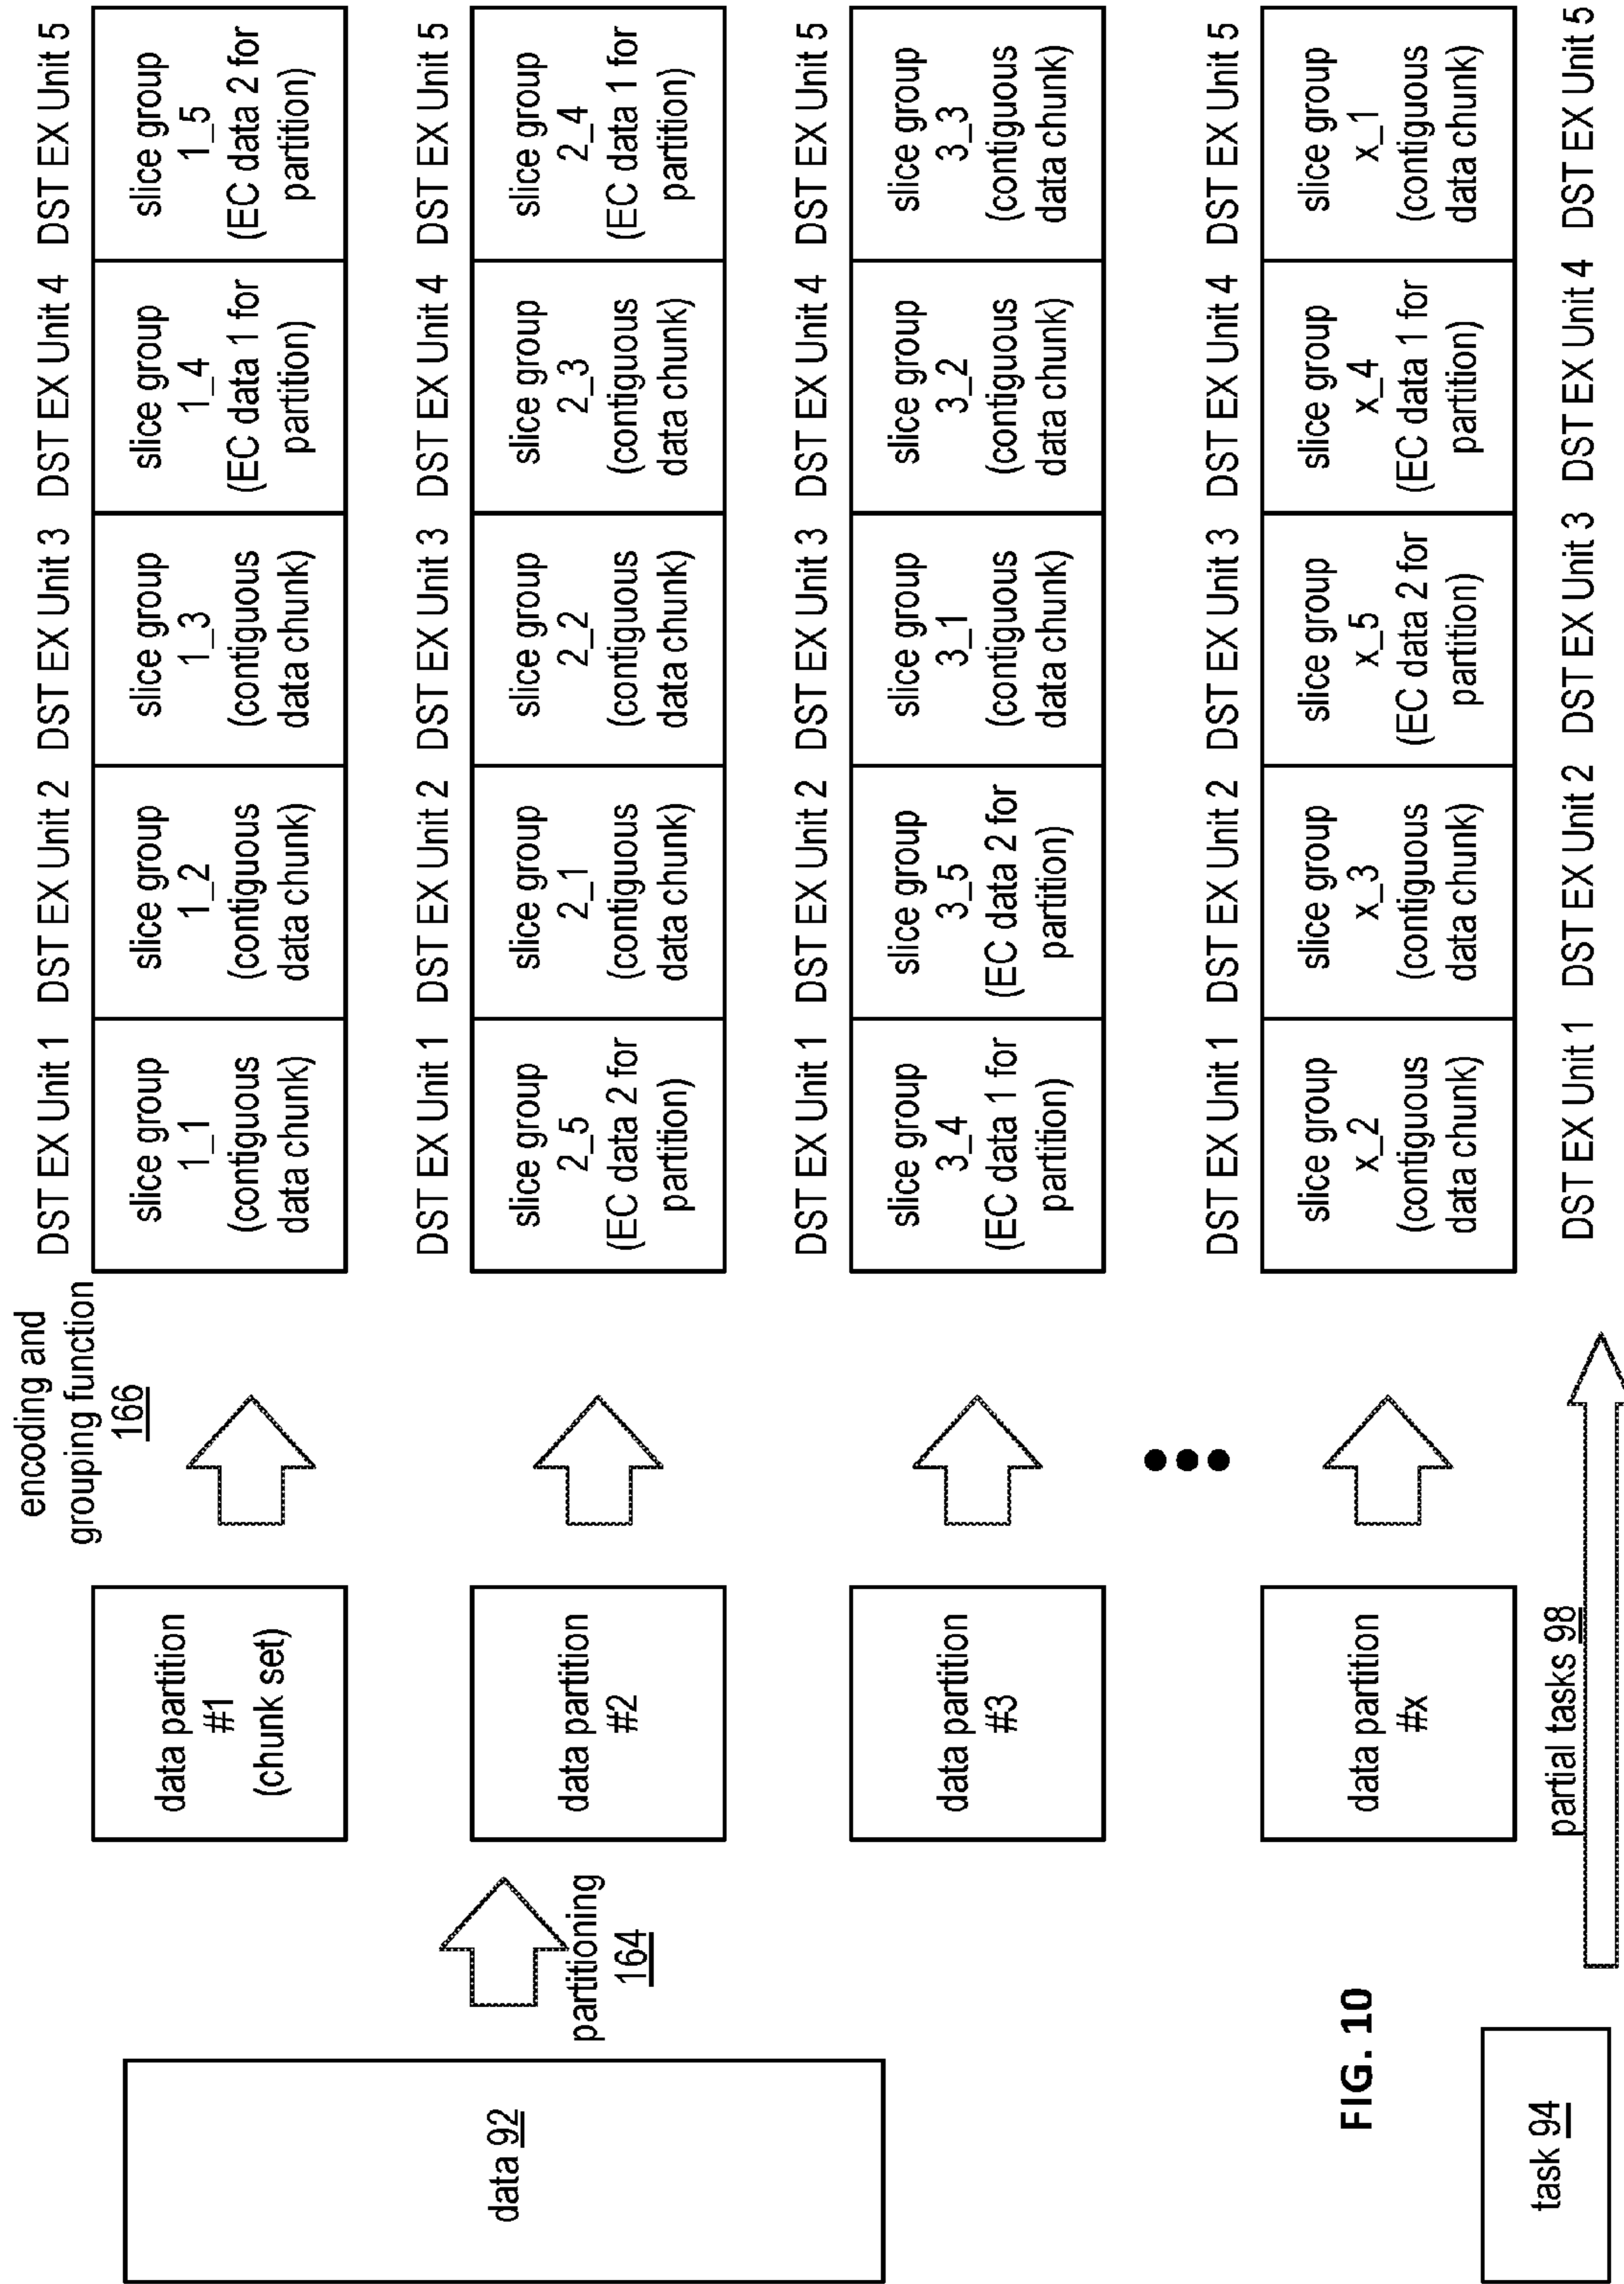 encoding and
grouping function
166
DST EX Unit 1 DST EX Unit 2 DST EX Unit 3 DST EX Unit 4 DST EX Unit 5
data partition
#1
(chunk set)
slice group
1_1
(contiguous
data chunk)
slice group
1_2
(contiguous
data chunk)
slice group
1_3
(contiguous
data chunk)
slice group
1_4
(EC data 1 for
partition)
slice group
1_5
(EC data 2 for
partition)
data 92
partitioning
164
DST EX Unit 1 DST EX Unit 2 DST EX Unit 3 DST EX Unit 4 DST EX Unit 5
data partition
#2
slice group
2_5
(EC data 2 for
partition)
slice group
2_1
(contiguous
data chunk)
slice group
2_2
(contiguous
data chunk)
slice group
2_3
(contiguous
data chunk)
slice group
2_4
(EC data 1 for
partition)
DST EX Unit 1 DST EX Unit 2 DST EX Unit 3 DST EX Unit 4 DST EX Unit 5
data partition
#3
slice group
3_4
(EC data 1 for
partition)
slice group
3_5
(EC data 2 for
partition)
slice group
3_1
(contiguous
data chunk)
slice group
3_2
(contiguous
data chunk)
slice group
3_3
(contiguous
data chunk)
DST EX Unit 1 DST EX Unit 2 DST EX Unit 3 DST EX Unit 4 DST EX Unit 5
data partition
#x
slice group
x_2
(contiguous
data chunk)
slice group
x_3
(contiguous
data chunk)
slice group
x_5
(EC data 2 for
partition)
slice group
x_4
(EC data 1 for
partition)
slice group
x_1
(contiguous
data chunk)
FIG. 10
task 94
partial tasks 98
DST EX Unit 1 DST EX Unit 2 DST EX Unit 3 DST EX Unit 4 DST EX Unit 5